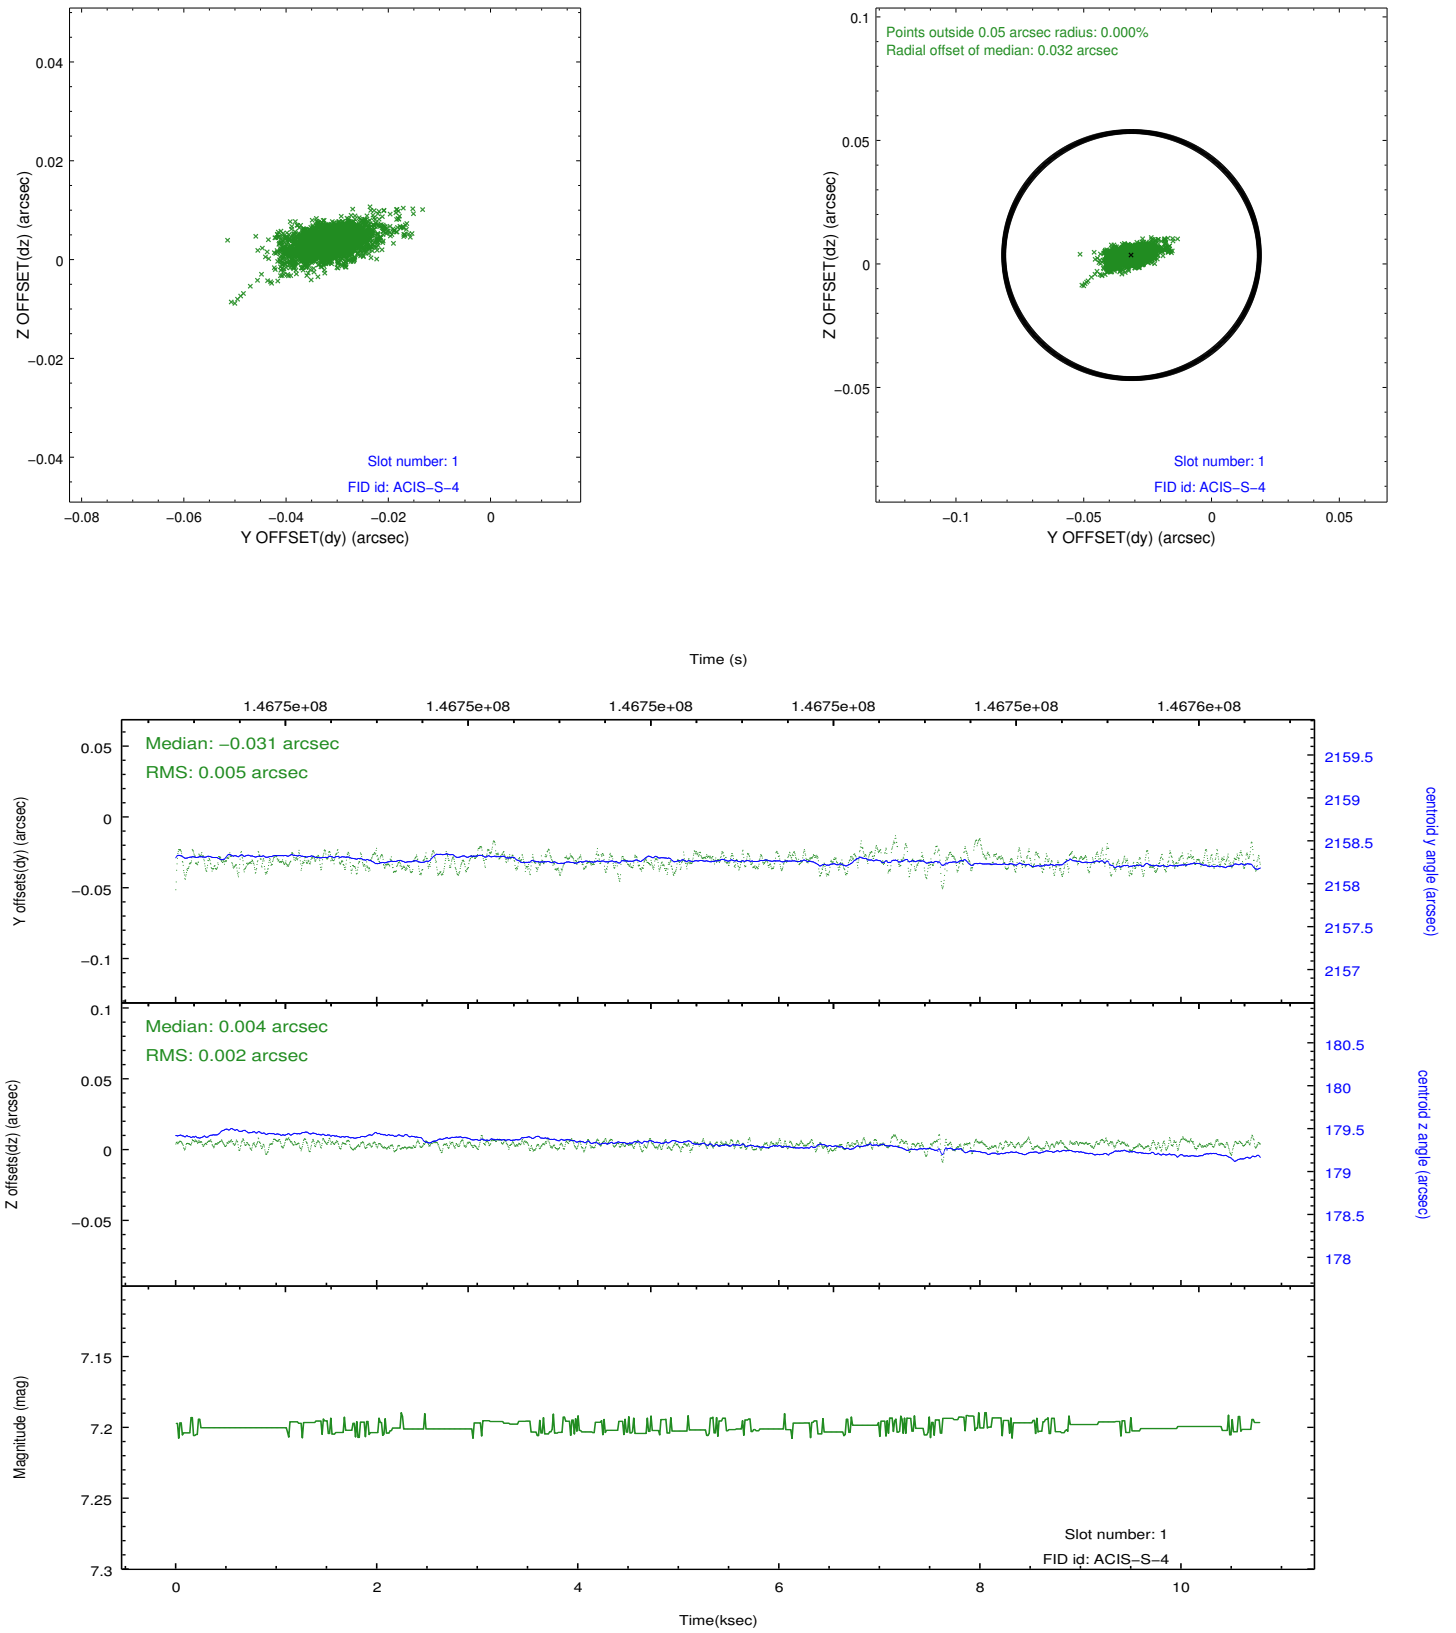 0.04
0.02
0
−0.02
−0.04
Z OFFSET(dz) (arcsec)
Slot number: 1
FID id: ACIS−S−4
−0.08 −0.06 −0.04 −0.02 0
Y OFFSET(dy) (arcsec)
Points outside 0.05 arcsec radius: 0.000%
Radial offset of median: 0.032 arcsec
0.1
0.05
0
−0.05
Z OFFSET(dz) (arcsec)
Slot number: 1
FID id: ACIS−S−4
−0.1 −0.05 0 0.05
Y OFFSET(dy) (arcsec)
Time (s)
1.4675e+08 1.4675e+08 1.4675e+08 1.4675e+08 1.4675e+08 1.4676e+08
Median: −0.031 arcsec
RMS: 0.005 arcsec
0.05
0
−0.05
−0.1
Y offsets(dy) (arcsec)
2159.5
2159
2158.5
2158
2157.5
2157
centroid y angle (arcsec)
Median: 0.004 arcsec
RMS: 0.002 arcsec
0.1
0.05
0
−0.05
Z offsets(dz) (arcsec)
180.5
180
179.5
179
178.5
178
centroid z angle (arcsec)
7.15
7.2
7.25
7.3
Magnitude (mag)
Slot number: 1
FID id: ACIS−S−4
0 2 4 6 8 10
Time(ksec)